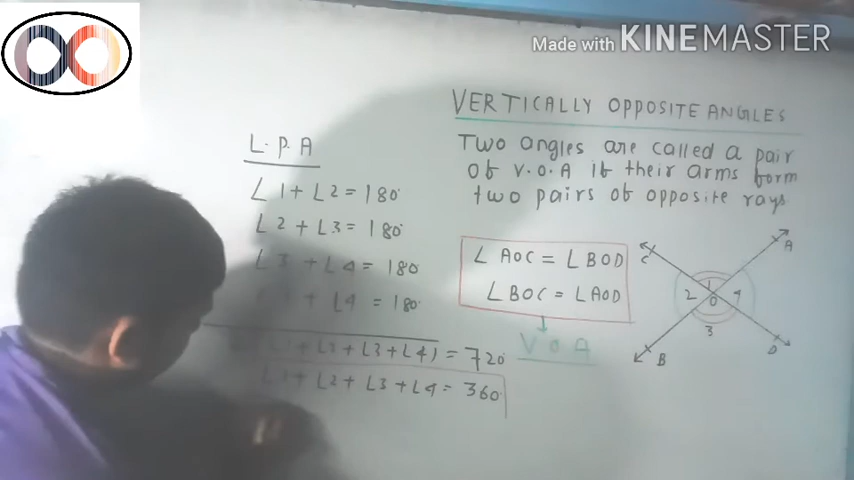 Made with KINEMASTER
VERTICALLY OPPOSITE ANGLES
Two angles are called a pair
of V.O.A if their arms form
two pairs of opposite rays
L.P.A
∠1 + ∠2 = 180°
∠2 + ∠3 = 180°
∠3 + ∠4 = 180°
+ ∠4 = 180°
∠AOC = ∠BOD
∠BOC = ∠AOD
VOA
+ ∠3 + ∠4) = 720°
∠1 + ∠2 + ∠3 + ∠4 = 360°
A
C
1
2
O
4
3
B
D